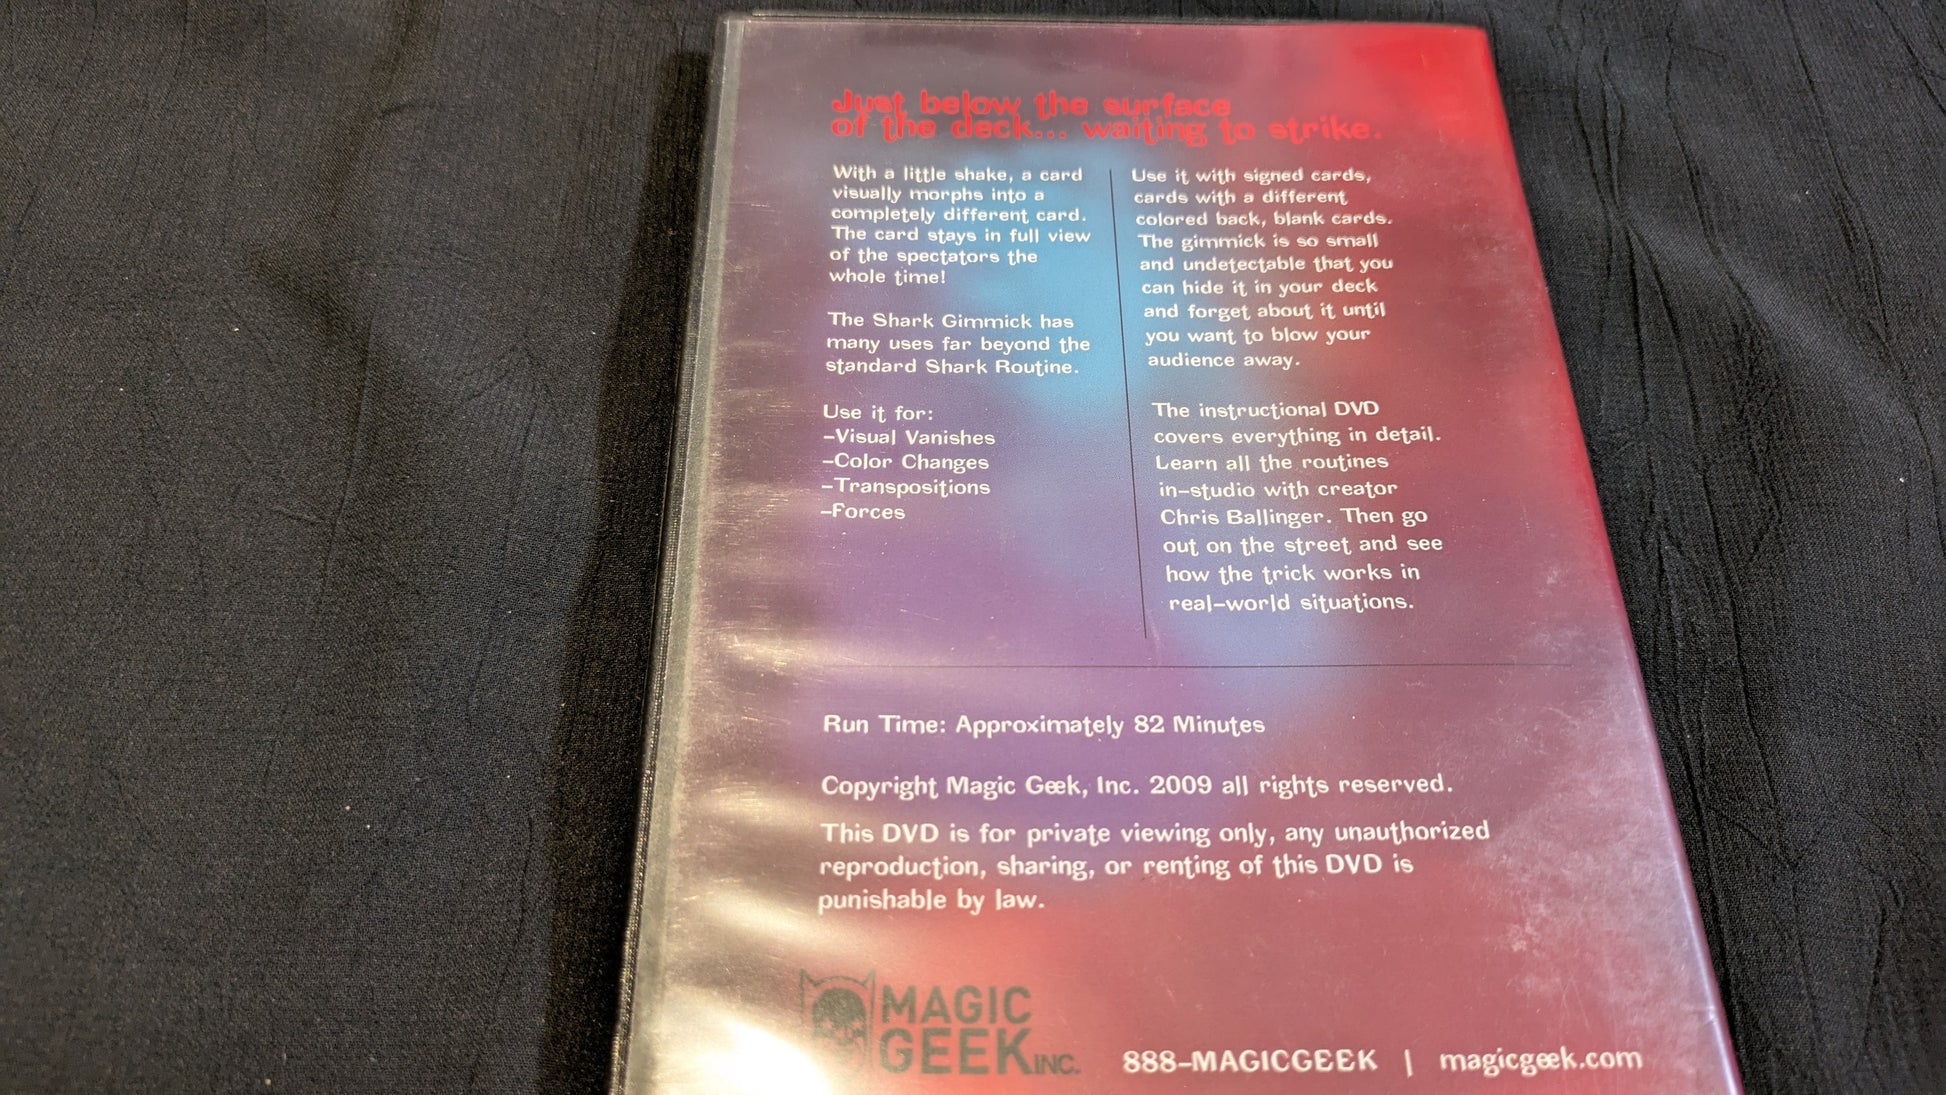 Just below the surface
of the deck... waiting to strike.
With a little shake, a card
visually morphs into a
completely different card.
The card stays in full view
of the spectators the
whole time!
The Shark Gimmick has
many uses far beyond the
standard Shark Routine.
Use it for:
-Visual Vanishes
-Color Changes
-Transpositions
-Forces
Use it with signed cards,
cards with a different
colored back, blank cards.
The gimmick is so small
and undetectable that you
can hide it in your deck
and forget about it until
you want to blow your
audience away.
The instructional DVD
covers everything in detail.
Learn all the routines
in-studio with creator
Chris Ballinger. Then go
out on the street and see
how the trick works in
real-world situations.
Run Time: Approximately 82 Minutes
Copyright Magic Geek, Inc. 2009 all rights reserved.
This DVD is for private viewing only, any unauthorized
reproduction, sharing, or renting of this DVD is
punishable by law.
MAGIC
GEEK INC.
888-MAGICGEEK | magicgeek.com